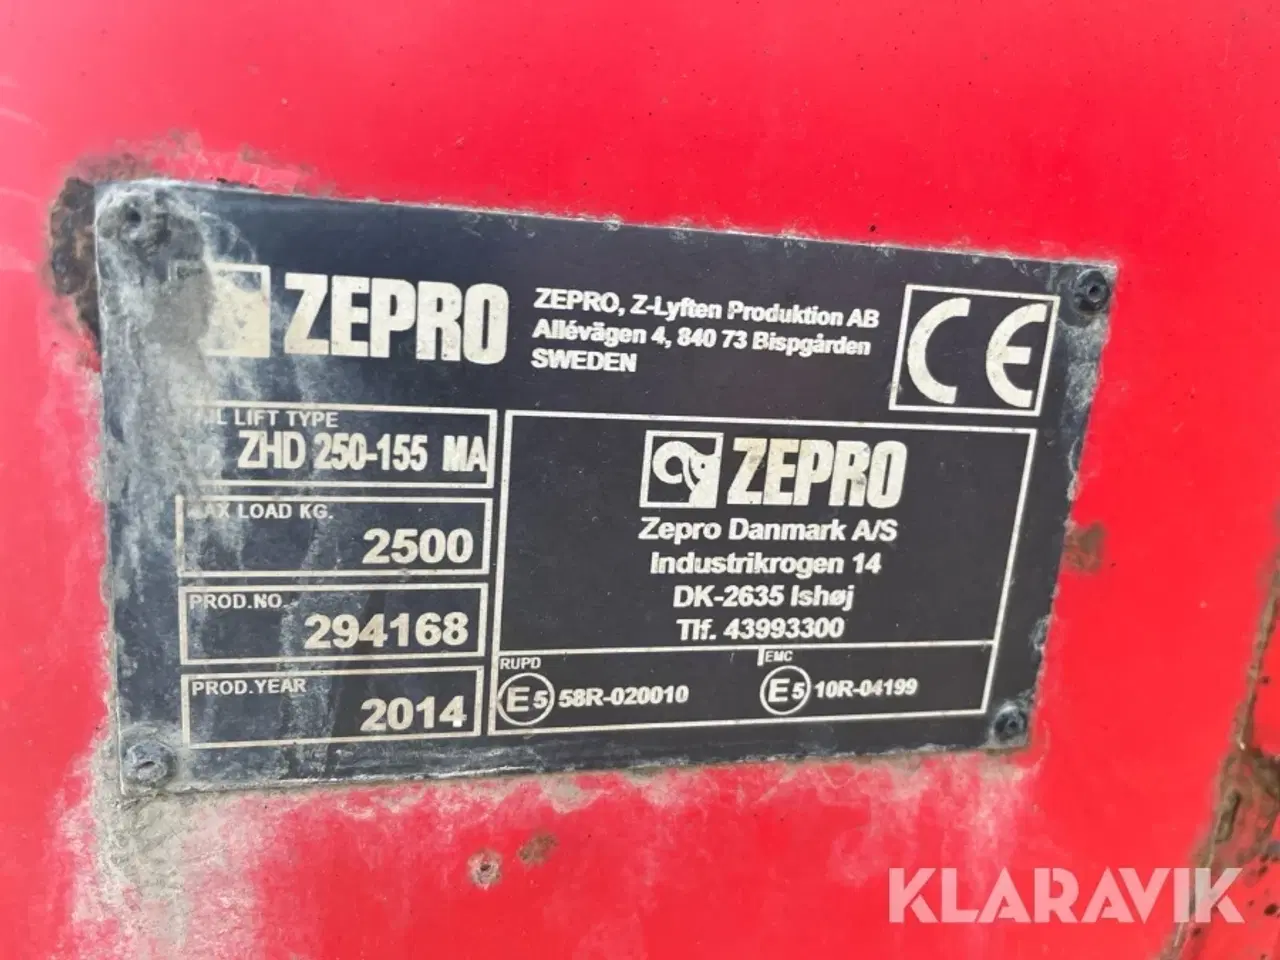 ZEPRO
ZEPRO, Z-Lyften Produktion AB
Allévägen 4, 840 73 Bispgården
SWEDEN
CE
LIFT TYPE
ZHD 250-155 MA
MAX LOAD KG.
2500
PROD.NO.
294168
PROD.YEAR
2014
ZEPRO
Zepro Danmark A/S
Industrikrogen 14
DK-2635 Ishøj
Tlf. 43993300
RUPD
E5 58R-020010
EMC
E5 10R-04199
KLARAVIK